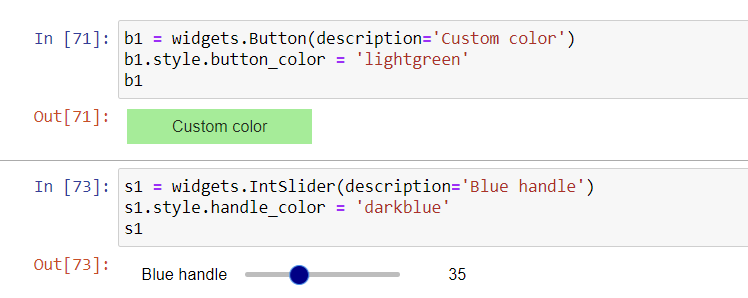 In [71]: b1 = widgets.Button(description='Custom color')
b1.style.button_color = 'lightgreen'
b1
Out[71]: Custom color
In [73]: s1 = widgets.IntSlider(description='Blue handle')
s1.style.handle_color = 'darkblue'
s1
Out[73]: Blue handle 35